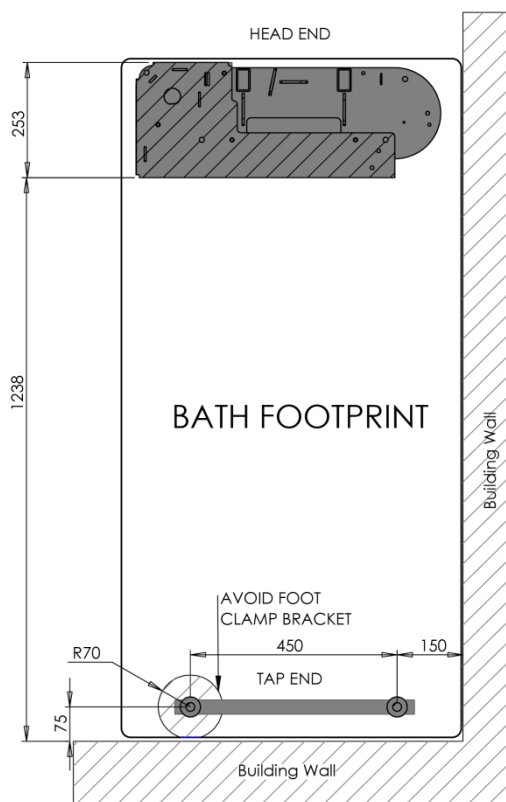 HEAD END
253
1238
BATH FOOTPRINT
Building Wall
AVOID FOOT
CLAMP BRACKET
R70
450
150
TAP END
75
Building Wall